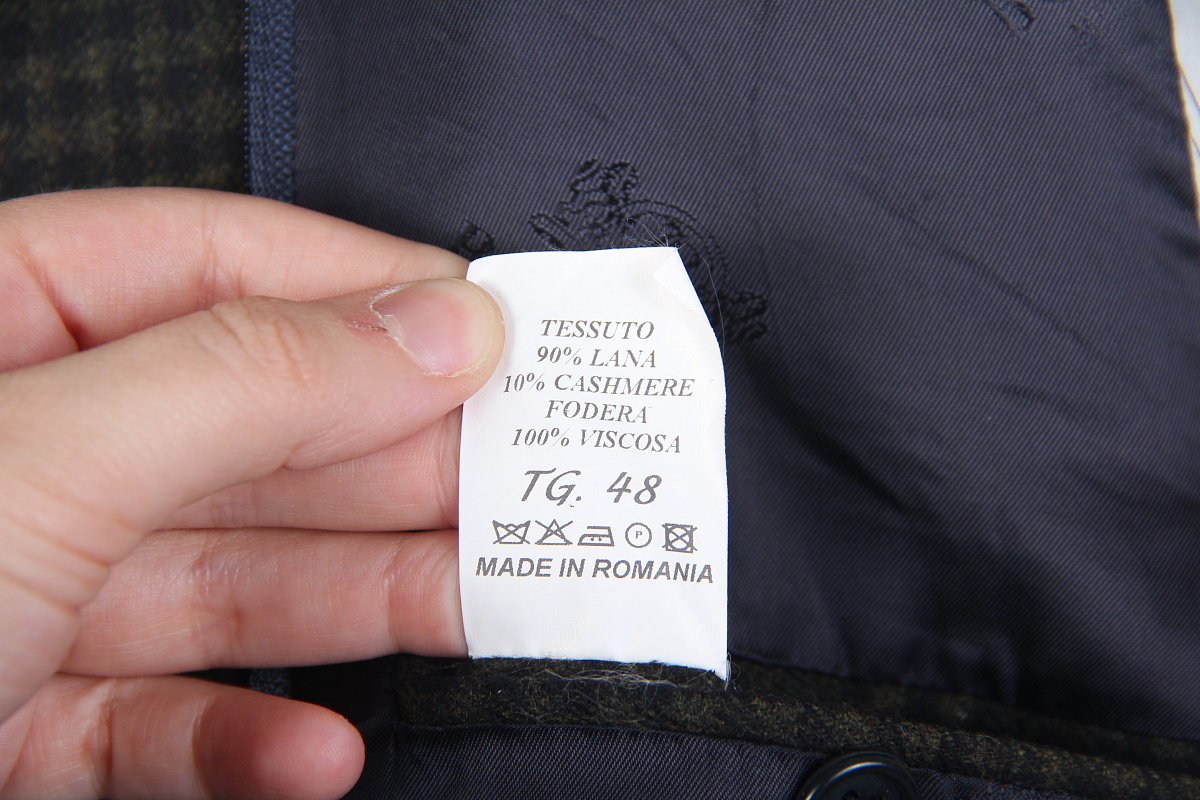 TESSUTO
90% LANA
10% CASHMERE
FODERA
100% VISCOSA
TG. 48
P
MADE IN ROMANIA